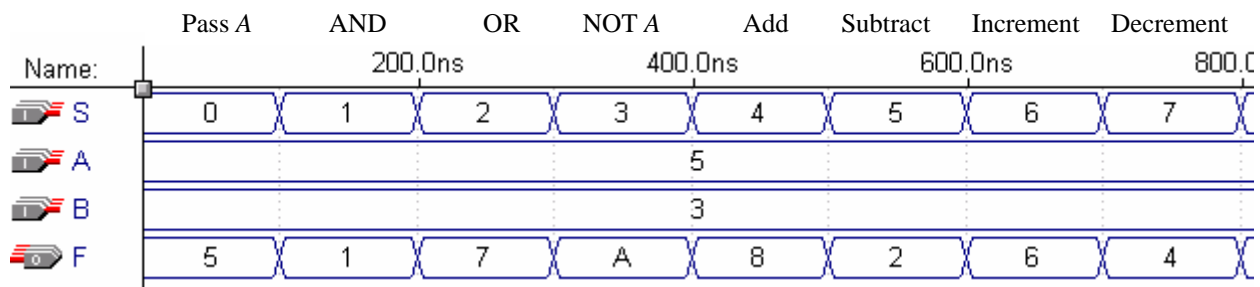 Pass A AND OR NOT A Add Subtract Increment Decrement
Name: 200.0ns 400.0ns 600.0ns 800.0
S 0 1 2 3 4 5 6 7
A 5
B 3
F 5 1 7 A 8 2 6 4